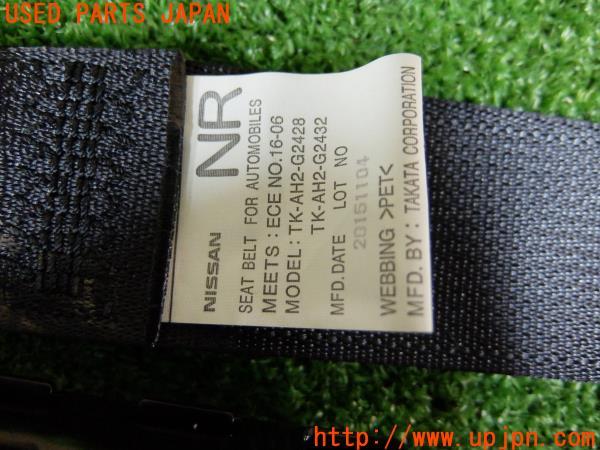 USED PARTS JAPAN
NISSAN
NR
SEAT BELT FOR AUTOMOBILES
MEETS : ECE NO.16-06
MODEL : TK-AH2-G2428
TK-AH2-G2432
MFD.DATE LOT NO
20151104
WEBBING >PET<
MFD. BY : TAKATA CORPORATION
http://www.upjpn.com